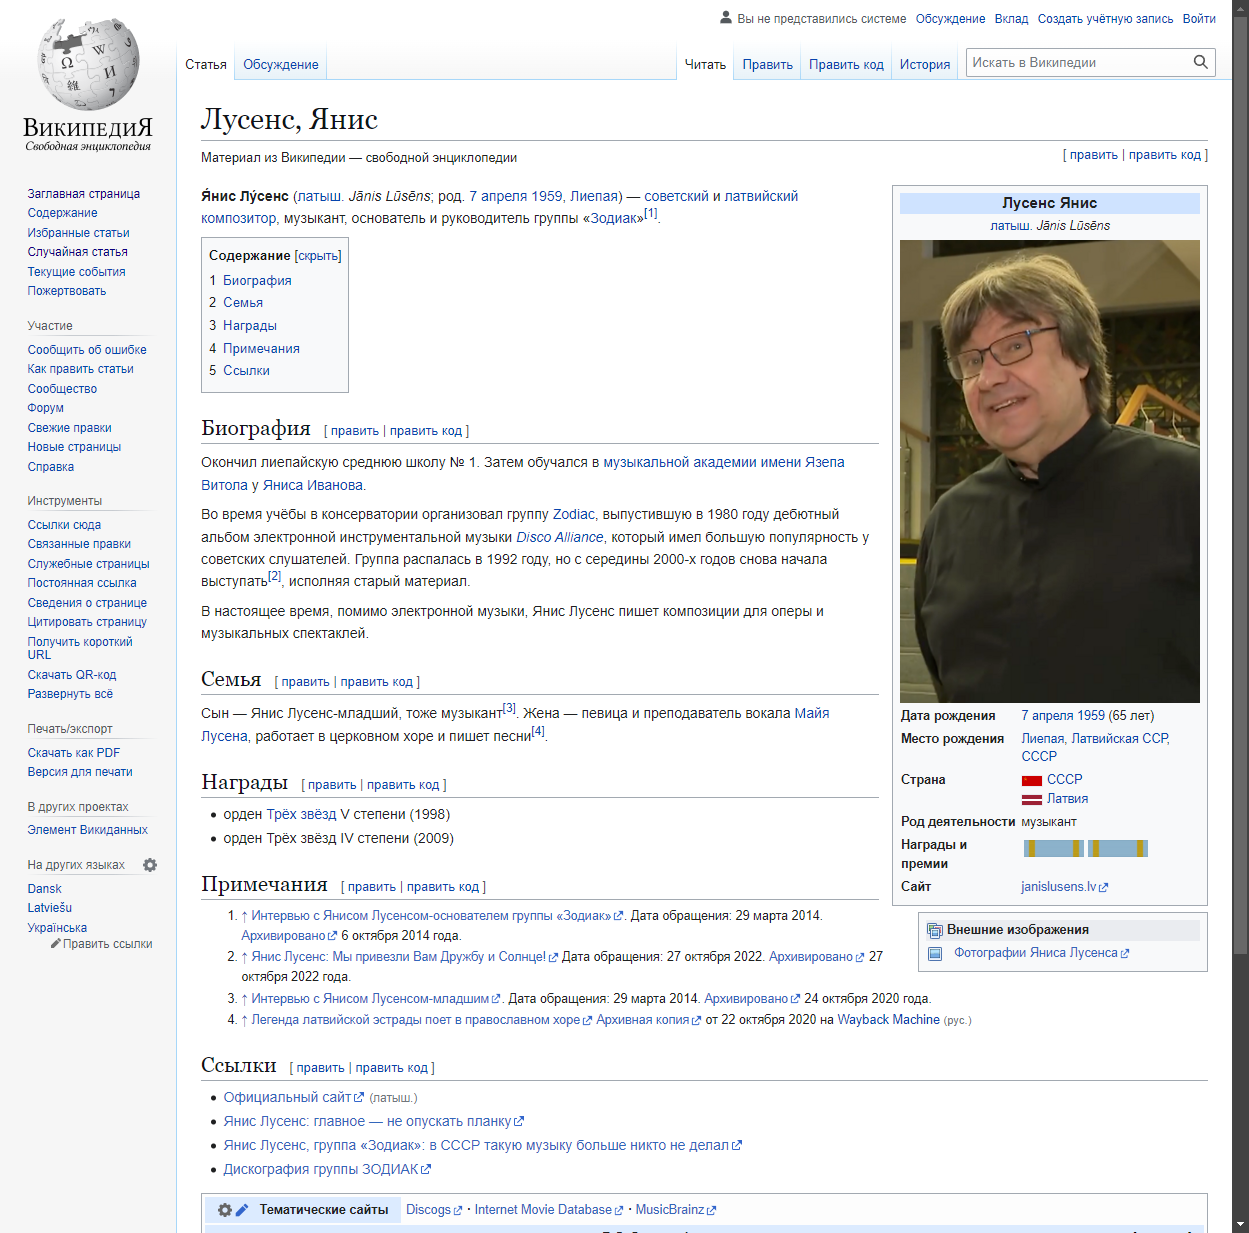 Вы не представились системе Обсуждение Вклад Создать учётную запись Войти
Статья Обсуждение Читать Править Править код История Искать в Википедии
ВикипедиЯ
Свободная энциклопедия
Заглавная страница
Содержание
Избранные статьи
Случайная статья
Текущие события
Пожертвовать
Участие
Сообщить об ошибке
Как править статьи
Сообщество
Форум
Свежие правки
Новые страницы
Справка
Инструменты
Ссылки сюда
Связанные правки
Служебные страницы
Постоянная ссылка
Сведения о странице
Цитировать страницу
Получить короткий
URL
Скачать QR-код
Развернуть всё
Печать/экспорт
Скачать как PDF
Версия для печати
В других проектах
Элемент Викиданных
На других языках
Dansk
Latviešu
Українська
Править ссылки
Лусенс, Янис
Материал из Википедии — свободной энциклопедии
[ править | править код ]
Я́нис Лу́сенс (латыш. Jānis Lūsēns; род. 7 апреля 1959, Лиепая) — советский и латвийский
композитор, музыкант, основатель и руководитель группы «Зодиак»[1].
Содержание [скрыть]
1 Биография
2 Семья
3 Награды
4 Примечания
5 Ссылки
Биография [ править | править код ]
Окончил лиепайскую среднюю школу № 1. Затем обучался в музыкальной академии имени Язепа
Витола у Яниса Иванова.
Во время учёбы в консерватории организовал группу Zodiac, выпустившую в 1980 году дебютный
альбом электронной инструментальной музыки Disco Alliance, который имел большую популярность у
советских слушателей. Группа распалась в 1992 году, но с середины 2000-х годов снова начала
выступать[2], исполняя старый материал.
В настоящее время, помимо электронной музыки, Янис Лусенс пишет композиции для оперы и
музыкальных спектаклей.
Семья [ править | править код ]
Сын — Янис Лусенс-младший, тоже музыкант[3]. Жена — певица и преподаватель вокала Майя
Лусена, работает в церковном хоре и пишет песни[4].
Награды [ править | править код ]
• орден Трёх звёзд V степени (1998)
• орден Трёх звёзд IV степени (2009)
Лусенс Янис
латыш. Jānis Lūsēns
Дата рождения 7 апреля 1959 (65 лет)
Место рождения Лиепая, Латвийская ССР,
СССР
Страна СССР
Латвия
Род деятельности музыкант
Награды и
премии
Сайт janislusens.lv
Внешние изображения
Фотографии Яниса Лусенса
Примечания [ править | править код ]
1. ↑ Интервью с Янисом Лусенсом-основателем группы «Зодиак». Дата обращения: 29 марта 2014.
Архивировано 6 октября 2014 года.
2. ↑ Янис Лусенс: Мы привезли Вам Дружбу и Солнце! Дата обращения: 27 октября 2022. Архивировано 27
октября 2022 года.
3. ↑ Интервью с Янисом Лусенсом-младшим. Дата обращения: 29 марта 2014. Архивировано 24 октября 2020 года.
4. ↑ Легенда латвийской эстрады поет в православном хоре Архивная копия от 22 октября 2020 на Wayback Machine (рус.)
Ссылки [ править | править код ]
• Официальный сайт (латыш.)
• Янис Лусенс: главное — не опускать планку
• Янис Лусенс, группа «Зодиак»: в СССР такую музыку больше никто не делал
• Дискография группы ЗОДИАК
Тематические сайты Discogs · Internet Movie Database · MusicBrainz